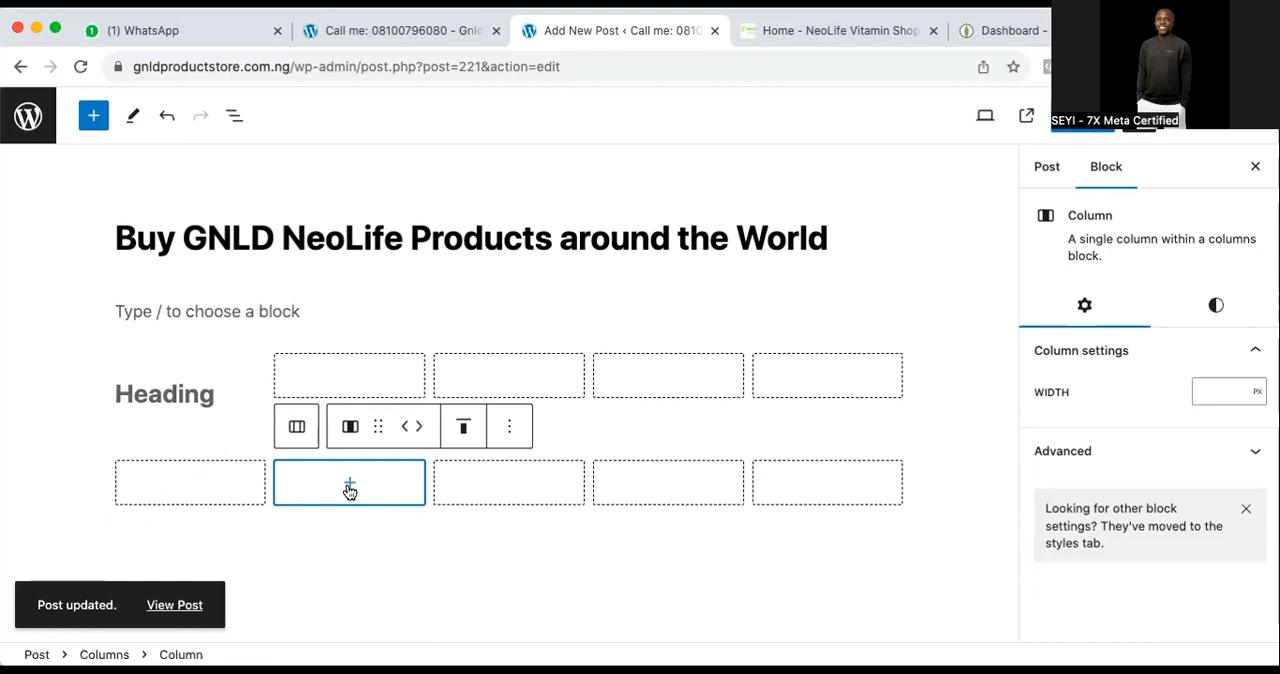 (1) WhatsApp
Call me: 08100796080 - Gnld
Add New Post ‹ Call me: 0810
Home - NeoLife Vitamin Shop
Dashboard -
gnldproductstore.com.ng/wp-admin/post.php?post=221&action=edit
SEYI - 7X Meta Certified
Post
Block
Column
A single column within a columns
block.
Buy GNLD NeoLife Products around the World
Type / to choose a block
Heading
Column settings
WIDTH
PX
Advanced
Looking for other block
settings? They've moved to the
styles tab.
Post updated.
View Post
Post > Columns > Column